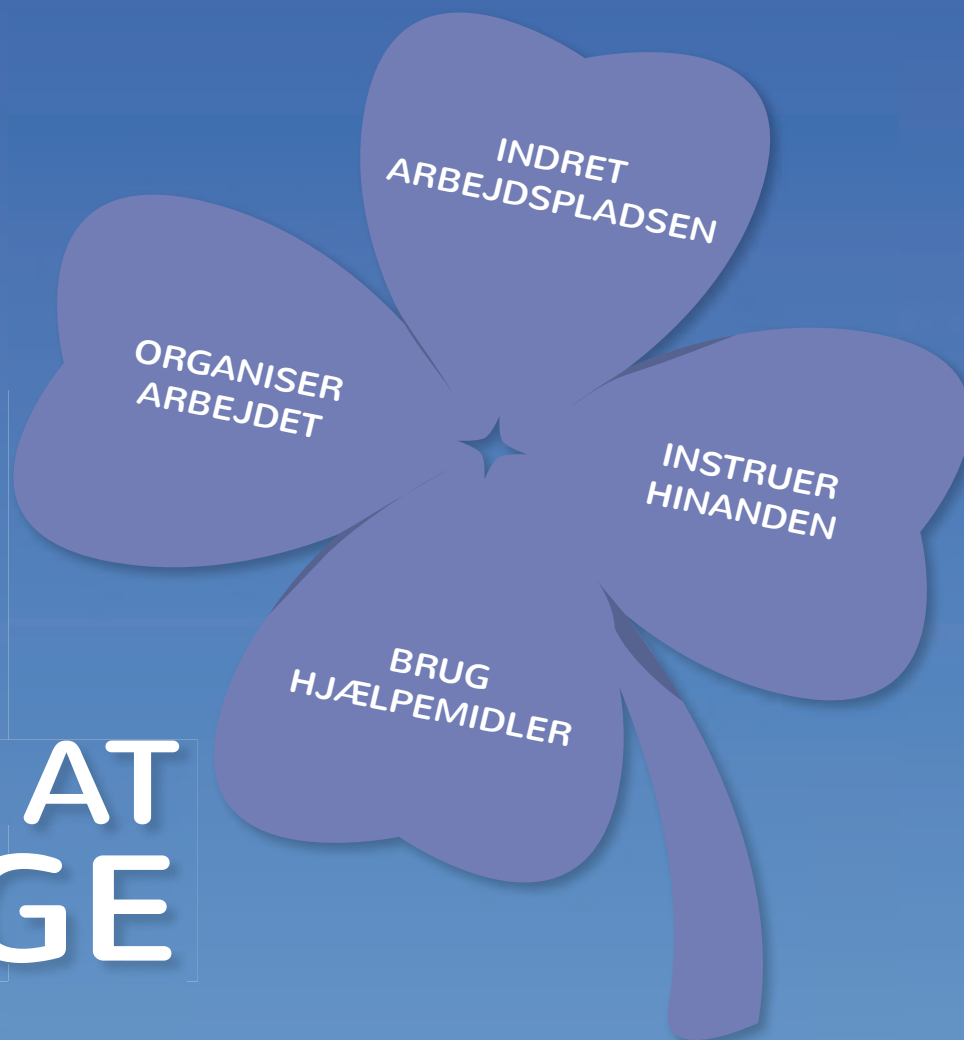 INDRET
ARBEJDSPLADSEN
ORGANISER
ARBEJDET
INSTRUER
HINANDEN
BRUG
HJÆLPEMIDLER
AT
GE